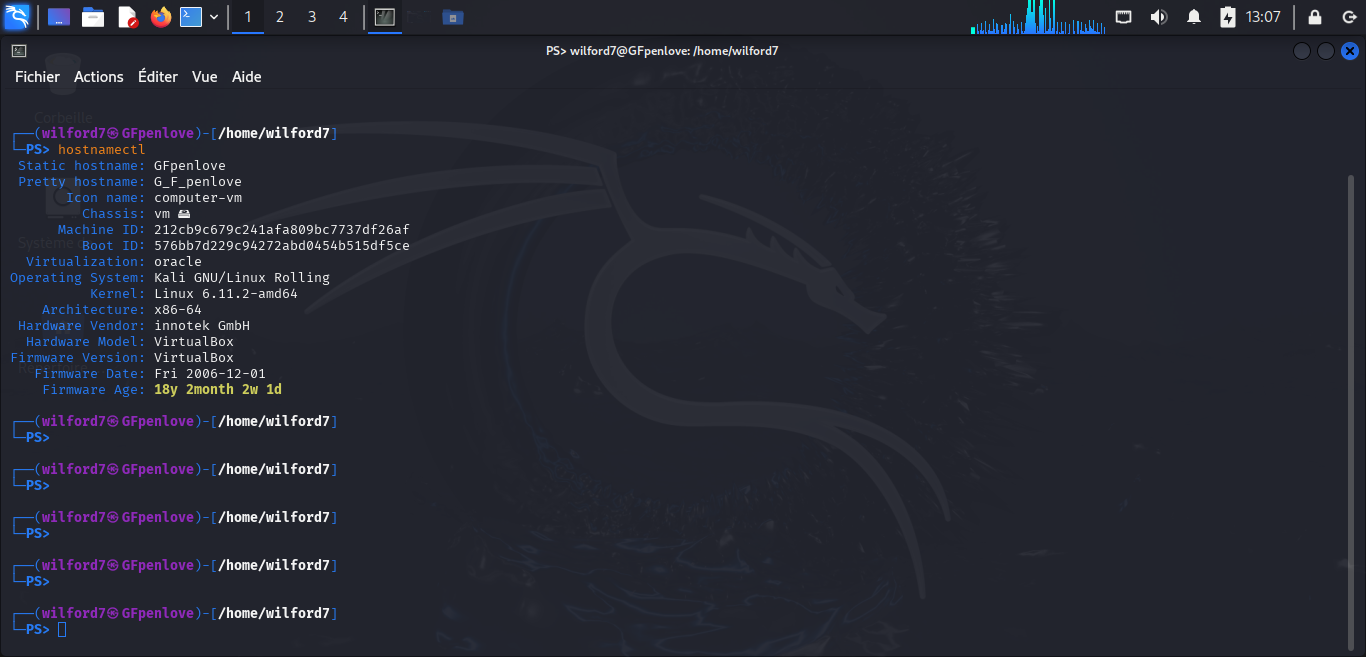 1 2 3 4 13:07
PS> wilford7@GFpenlove: /home/wilford7
Fichier Actions Éditer Vue Aide
Corbeille
┌──(wilford7㉿GFpenlove)-[/home/wilford7]
└─PS> hostnamectl
Static hostname: GFpenlove
Pretty hostname: G_F_penlove
Icon name: computer-vm
Chassis: vm 🖴
Machine ID: 212cb9c679c241afa809bc7737df26af
Boot ID: 576bb7d229c94272abd0454b515df5ce
Virtualization: oracle
Operating System: Kali GNU/Linux Rolling
Kernel: Linux 6.11.2-amd64
Architecture: x86-64
Hardware Vendor: innotek GmbH
Hardware Model: VirtualBox
Firmware Version: VirtualBox
Firmware Date: Fri 2006-12-01
Firmware Age: 18y 2month 2w 1d
┌──(wilford7㉿GFpenlove)-[/home/wilford7]
└─PS>
┌──(wilford7㉿GFpenlove)-[/home/wilford7]
└─PS>
┌──(wilford7㉿GFpenlove)-[/home/wilford7]
└─PS>
┌──(wilford7㉿GFpenlove)-[/home/wilford7]
└─PS>
┌──(wilford7㉿GFpenlove)-[/home/wilford7]
└─PS>